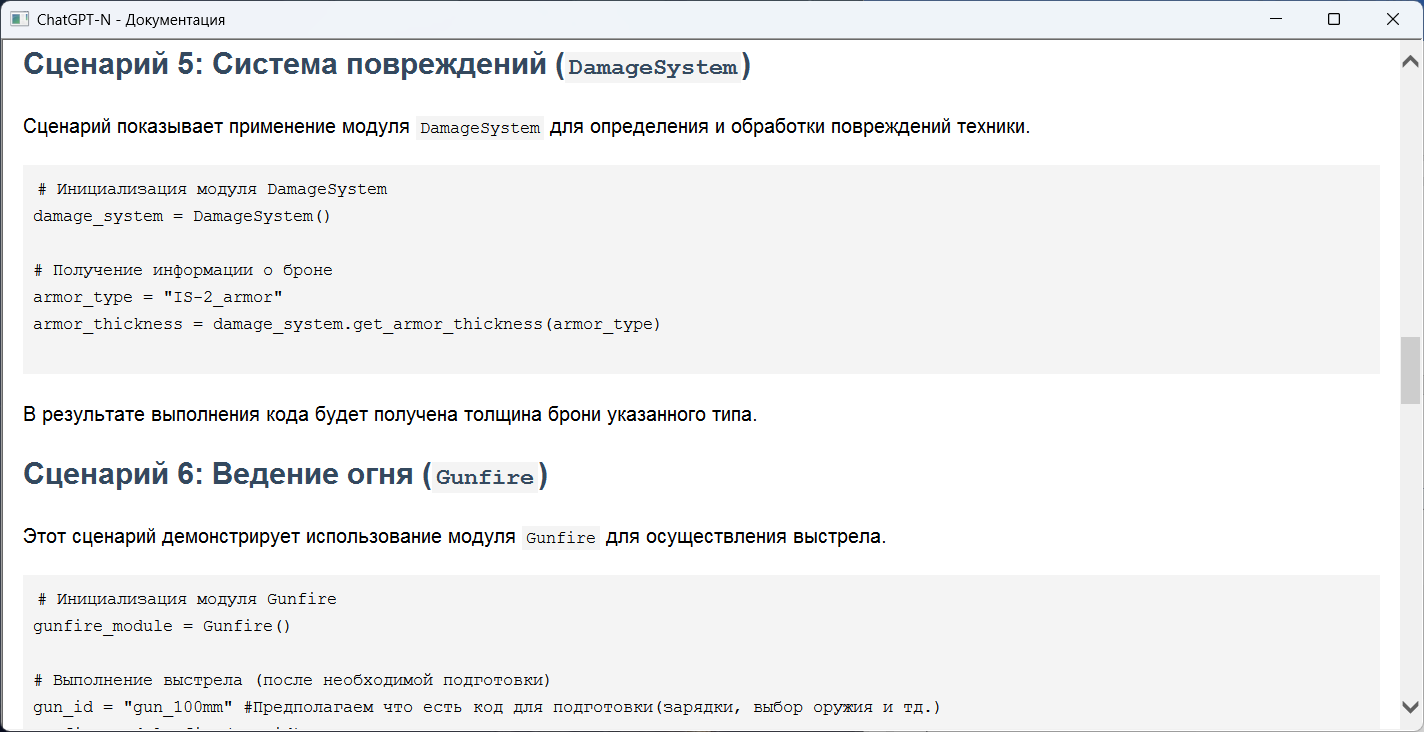 ChatGPT-N - Документация
Сценарий 5: Система повреждений (DamageSystem)
Сценарий показывает применение модуля DamageSystem для определения и обработки повреждений техники.
# Инициализация модуля DamageSystem
damage_system = DamageSystem()
# Получение информации о броне
armor_type = "IS-2_armor"
armor_thickness = damage_system.get_armor_thickness(armor_type)
В результате выполнения кода будет получена толщина брони указанного типа.
Сценарий 6: Ведение огня (Gunfire)
Этот сценарий демонстрирует использование модуля Gunfire для осуществления выстрела.
# Инициализация модуля Gunfire
gunfire_module = Gunfire()
# Выполнение выстрела (после необходимой подготовки)
gun_id = "gun_100mm" #Предполагаем что есть код для подготовки(зарядки, выбор оружия и тд.)